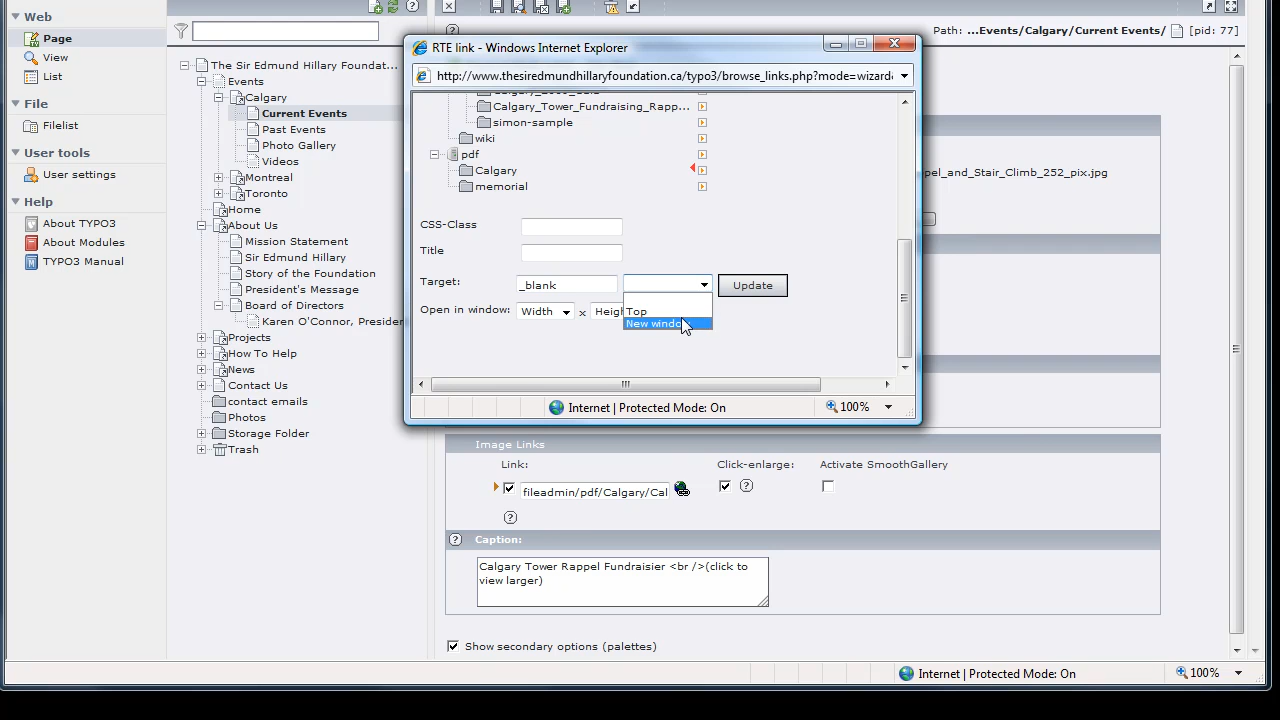 Web
Page
View
List
File
Filelist
User tools
User settings
Help
About TYPO3
About Modules
TYPO3 Manual
The Sir Edmund Hillary Foundat...
Events
Calgary
Current Events
Past Events
Photo Gallery
Videos
Montreal
Toronto
Home
About Us
Mission Statement
Sir Edmund Hillary
Story of the Foundation
President's Message
Board of Directors
Karen O'Connor, Presiden
Projects
How To Help
News
Contact Us
contact emails
Photos
Storage Folder
Trash
Path: ...Events/Calgary/Current Events/ [pid: 77]
RTE link - Windows Internet Explorer
http://www.thesiredmundhillaryfoundation.ca/typo3/browse_links.php?mode=wizard
Calgary_Tower_Fundraising_Rapp...
simon-sample
wiki
pdf
Calgary
memorial
CSS-Class
Title
Target: _blank Update
Open in window: Width x Heigh
Top
New windo
Internet | Protected Mode: On 100%
pel_and_Stair_Climb_252_pix.jpg
Image Links
Link: Click-enlarge: Activate SmoothGallery
fileadmin/pdf/Calgary/Cal
Caption:
Calgary Tower Rappel Fundraisier <br />(click to
view larger)
Show secondary options (palettes)
Internet | Protected Mode: On 100%